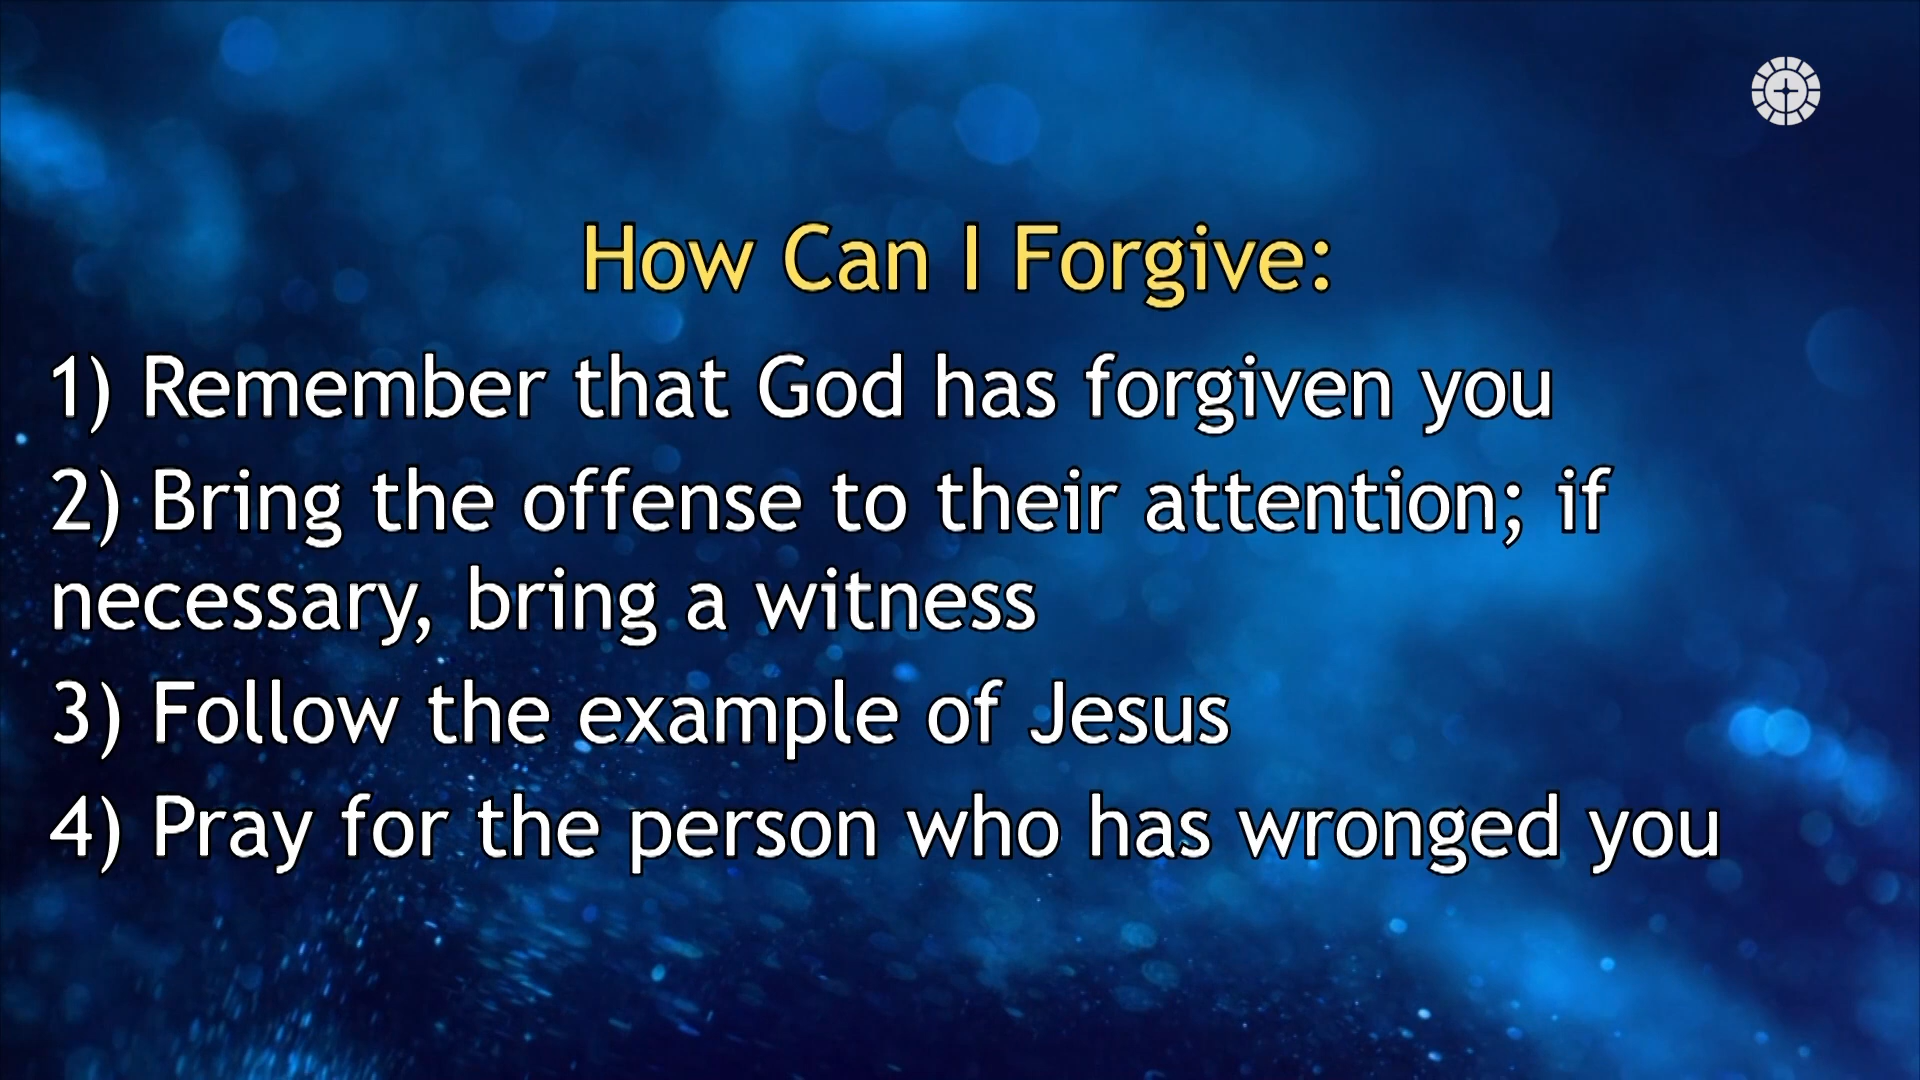 How Can I Forgive:
1) Remember that God has forgiven you
2) Bring the offense to their attention; if
necessary, bring a witness
3) Follow the example of Jesus
4) Pray for the person who has wronged you